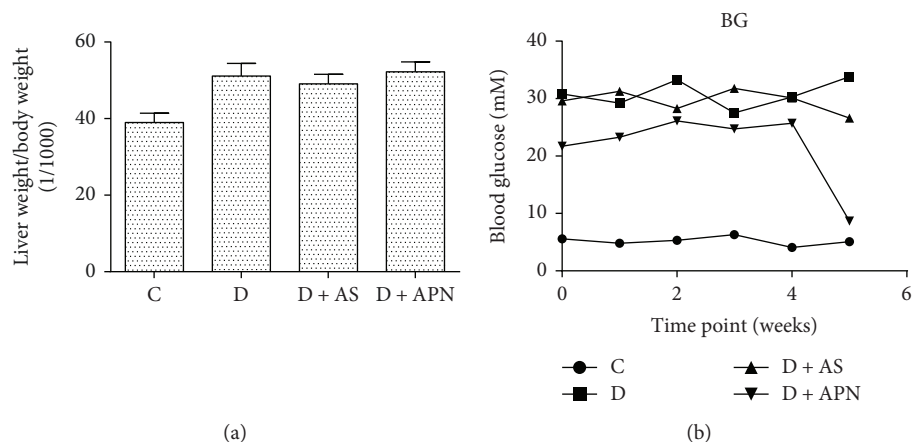 60
40
60
0
Liver weight/body weight
(1/1000)
C
D
D + AS
D + APN
(a)
BG
40
30
20
10
0
Blood glucose (mM)
0
2
4
6
Time point (weeks)
C
D
D + AS
D + APN
(b)